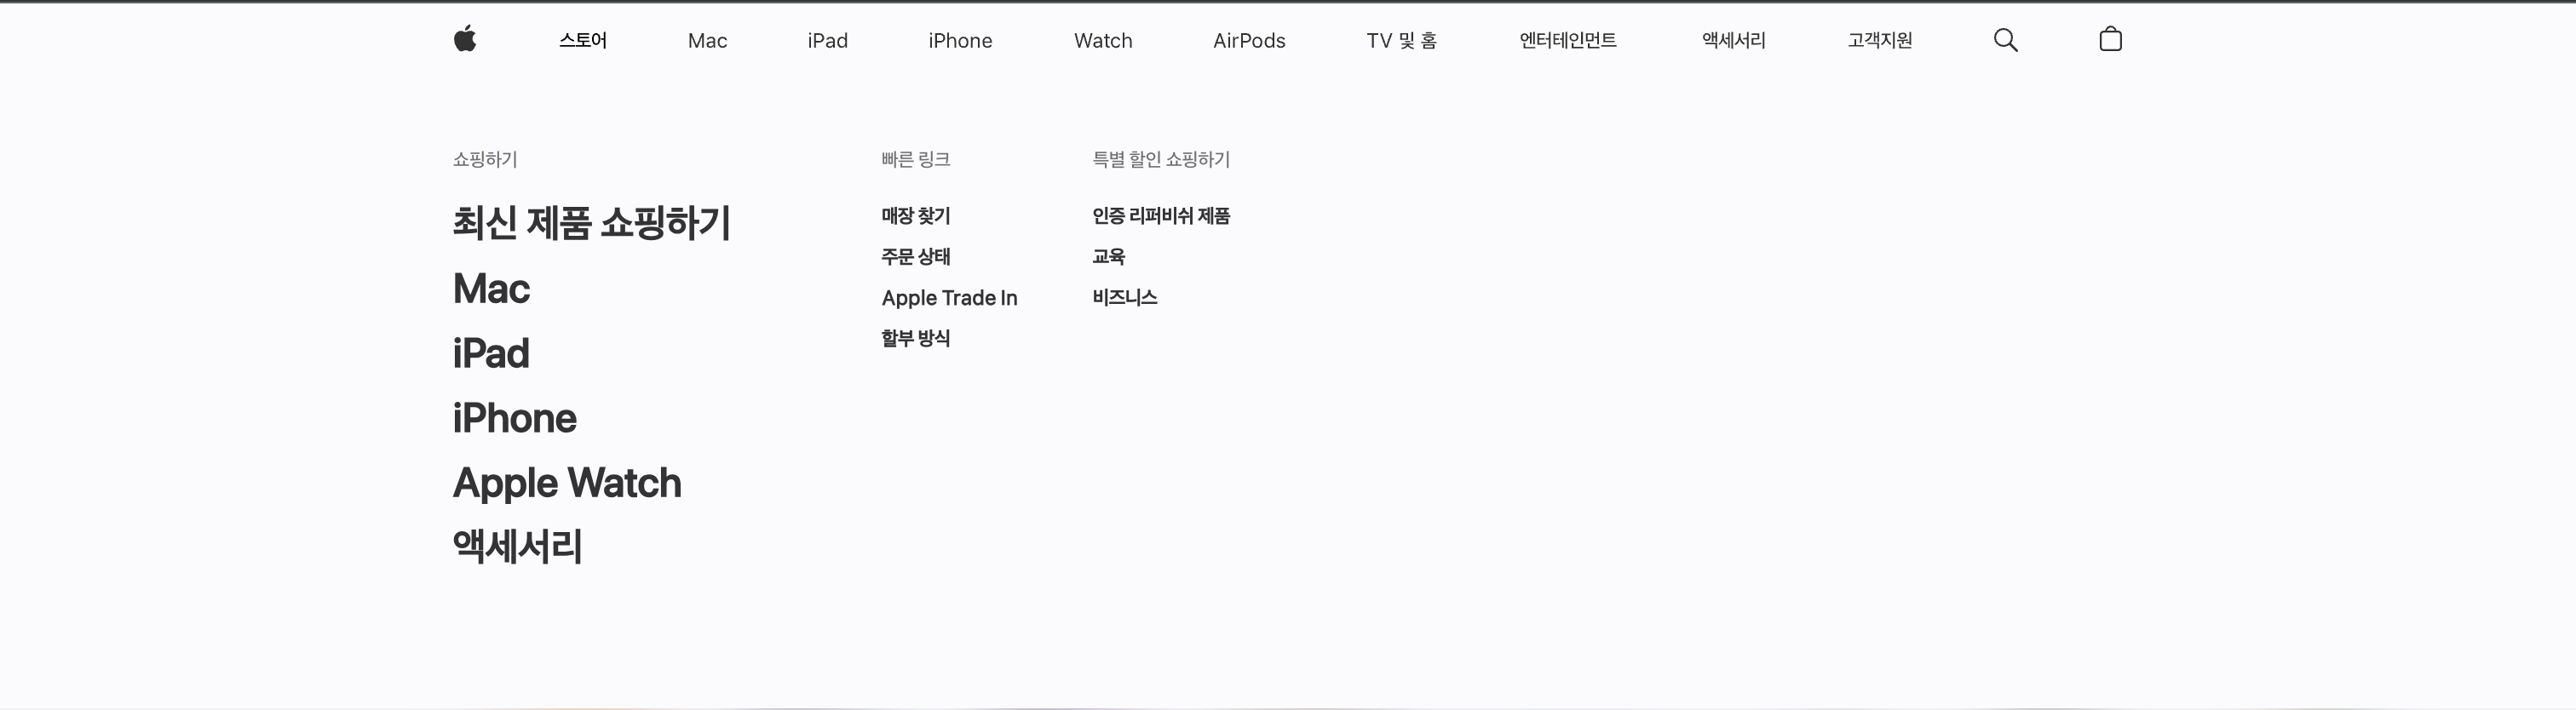 스토어 Mac iPad iPhone Watch AirPods TV 및 홈 엔터테인먼트 액세서리 고객지원
쇼핑하기
최신 제품 쇼핑하기
Mac
iPad
iPhone
Apple Watch
액세서리
빠른 링크
매장 찾기
주문 상태
Apple Trade In
할부 방식
특별 할인 쇼핑하기
인증 리퍼비쉬 제품
교육
비즈니스